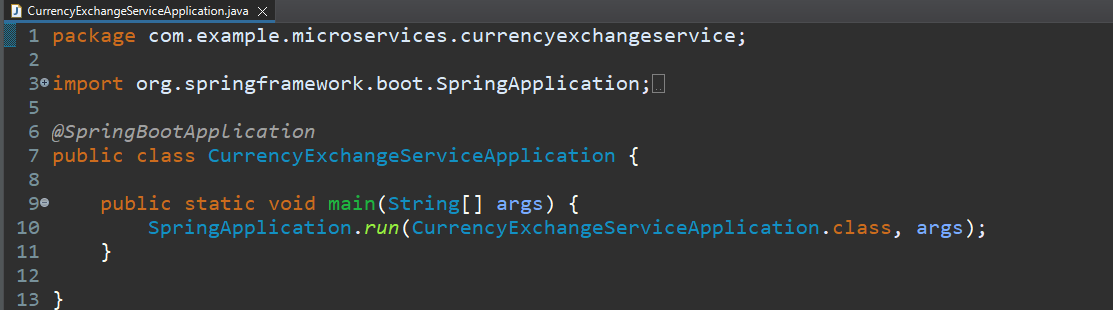 CurrencyExchangeServiceApplication.java
1 package com.example.microservices.currencyexchangeservice;
2
3 import org.springframework.boot.SpringApplication;
5
6 @SpringBootApplication
7 public class CurrencyExchangeServiceApplication {
8
9     public static void main(String[] args) {
10         SpringApplication.run(CurrencyExchangeServiceApplication.class, args);
11     }
12
13 }